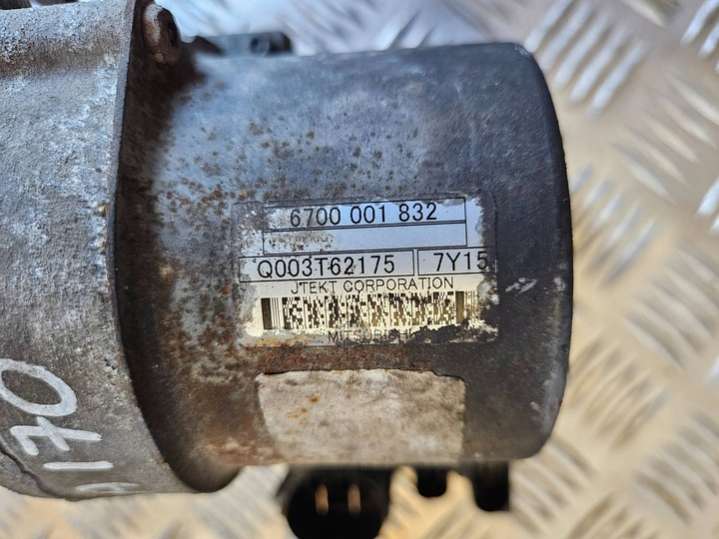 6700 001 832
Q003T62175 7Y15
JTEKT CORPORATION